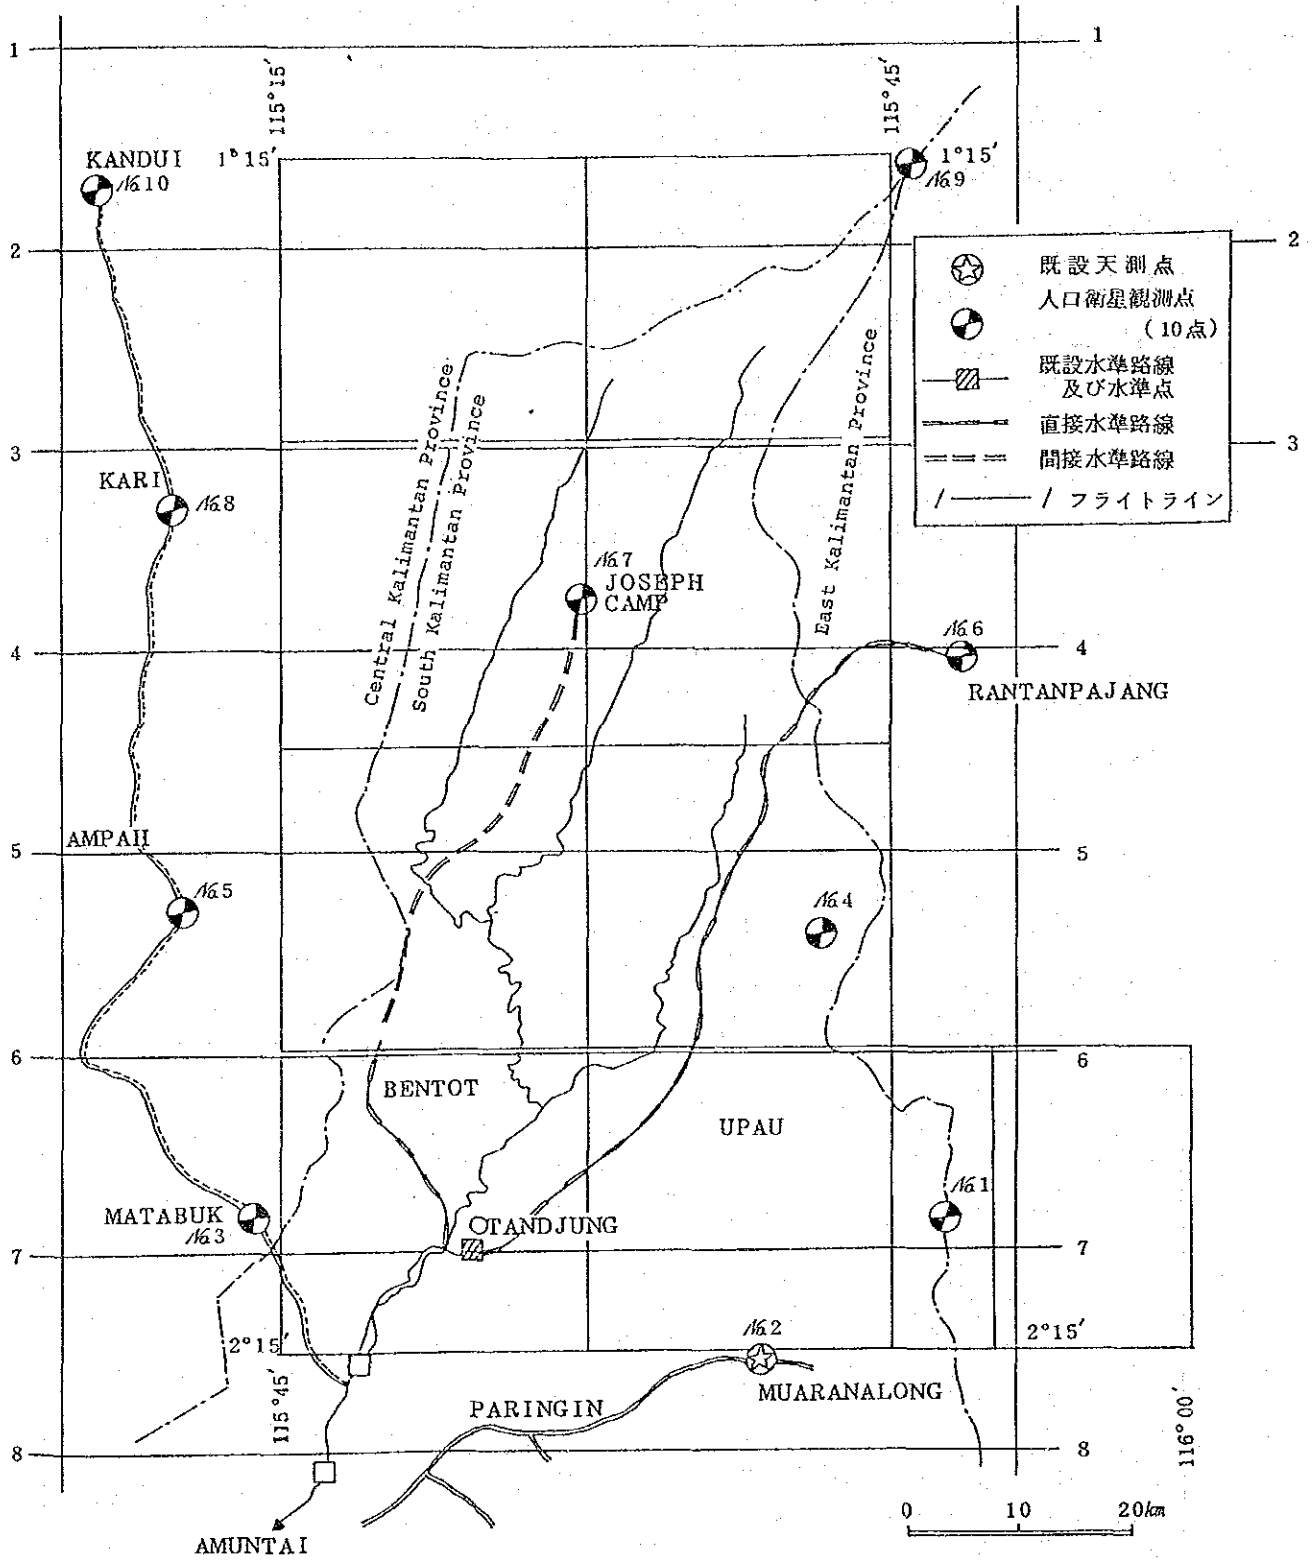 1
1
115°15′
115°45′
KANDUI
№10
1°15′
1°15′
№9
2
2
既設天測点
人口衛星観測点
(10点)
既設水準路線
及び水準点
直接水準路線
間接水準路線
/ / フライトライン
Central Kalimantan Province
South Kalimantan Province
East Kalimantan Province
3
3
KARI
№8
№7
JOSEPH
CAMP
№6
4
4
RANTANPAJANG
AMPAH
5
5
№5
№4
6
6
BENTOT
UPAU
№1
MATABUK
№3
TANDJUNG
7
7
2°15′
2°15′
№2
115°45′
MUARANALONG
PARINGIN
116°00′
8
8
0 10 20km
AMUNTAI